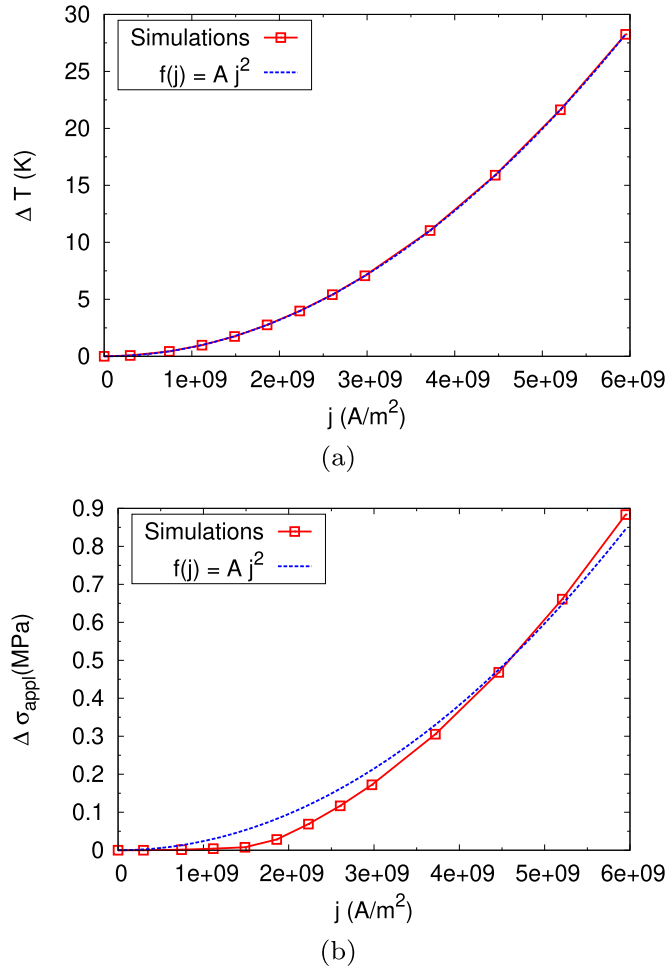 30
25
20
15
10
5
0
Δ T (K)
Simulations
f(j) = A j²
0 1e+09 2e+09 3e+09 4e+09 5e+09 6e+09
j (A/m²)
(a)
0.9
0.8
0.7
0.6
0.5
0.4
0.3
0.2
0.1
0
Δ σappl(MPa)
Simulations
f(j) = A j²
0 1e+09 2e+09 3e+09 4e+09 5e+09 6e+09
j (A/m²)
(b)